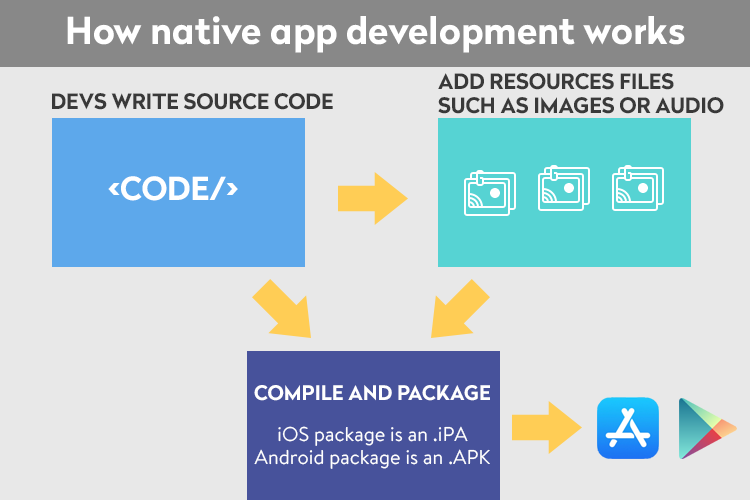 How native app development works
DEVS WRITE SOURCE CODE
ADD RESOURCES FILES
SUCH AS IMAGES OR AUDIO
<CODE/>
COMPILE AND PACKAGE
iOS package is an .iPA
Android package is an .APK